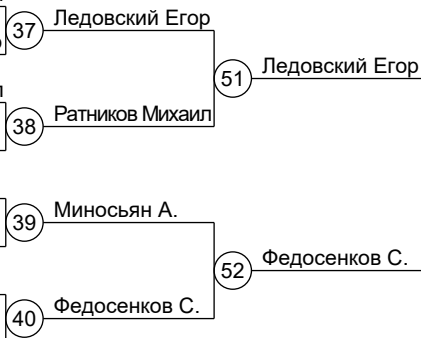 37 Ледовский Егор
51 Ледовский Егор
38 Ратников Михаил
39 Миносьян А.
52 Федосенков С.
40 Федосенков С.